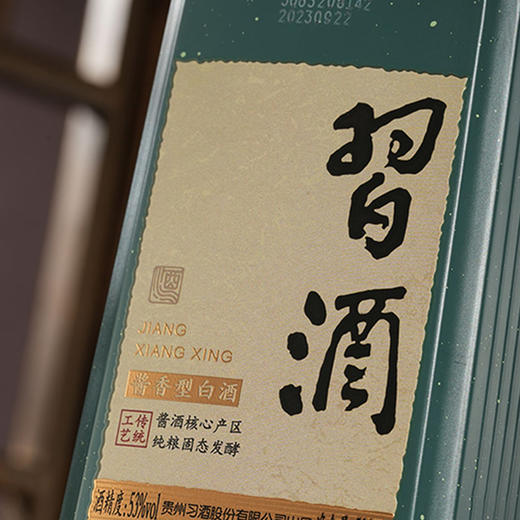 20230922
習酒
JIANG
XIANG XING
酱香型白酒
传统工艺
酱酒核心产区
纯粮固态发酵
酒精度:53%vol 贵州习酒股份有限公司出品